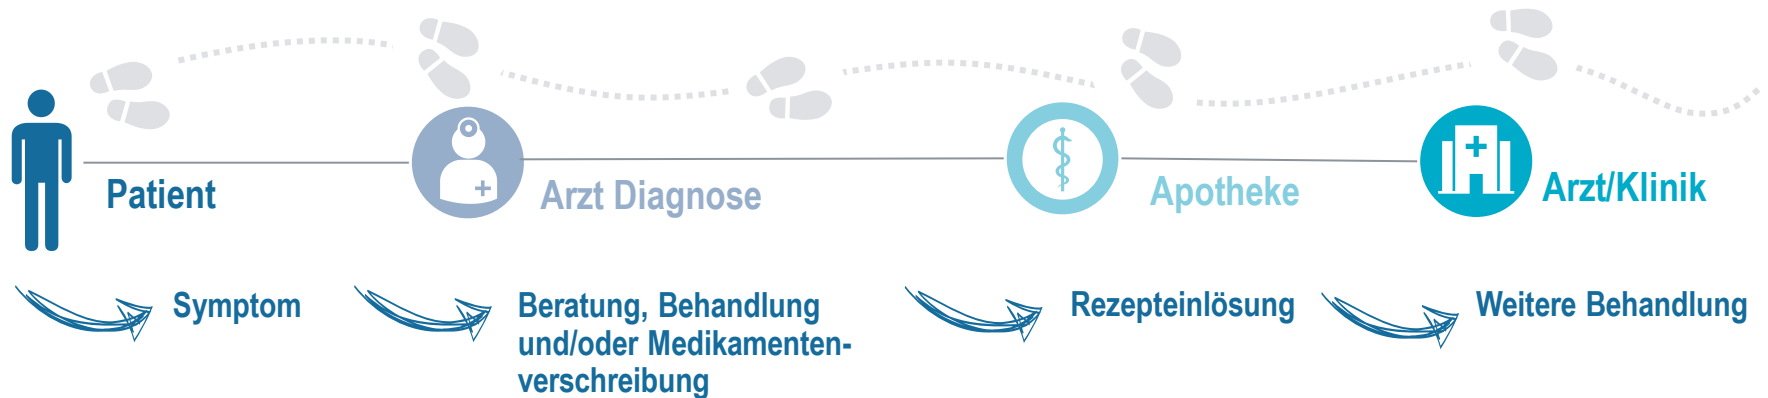 Patient
Arzt Diagnose
Apotheke
Arzt/Klinik
Symptom
Beratung, Behandlung
und/oder Medikamenten-
verschreibung
Rezepteinlösung
Weitere Behandlung